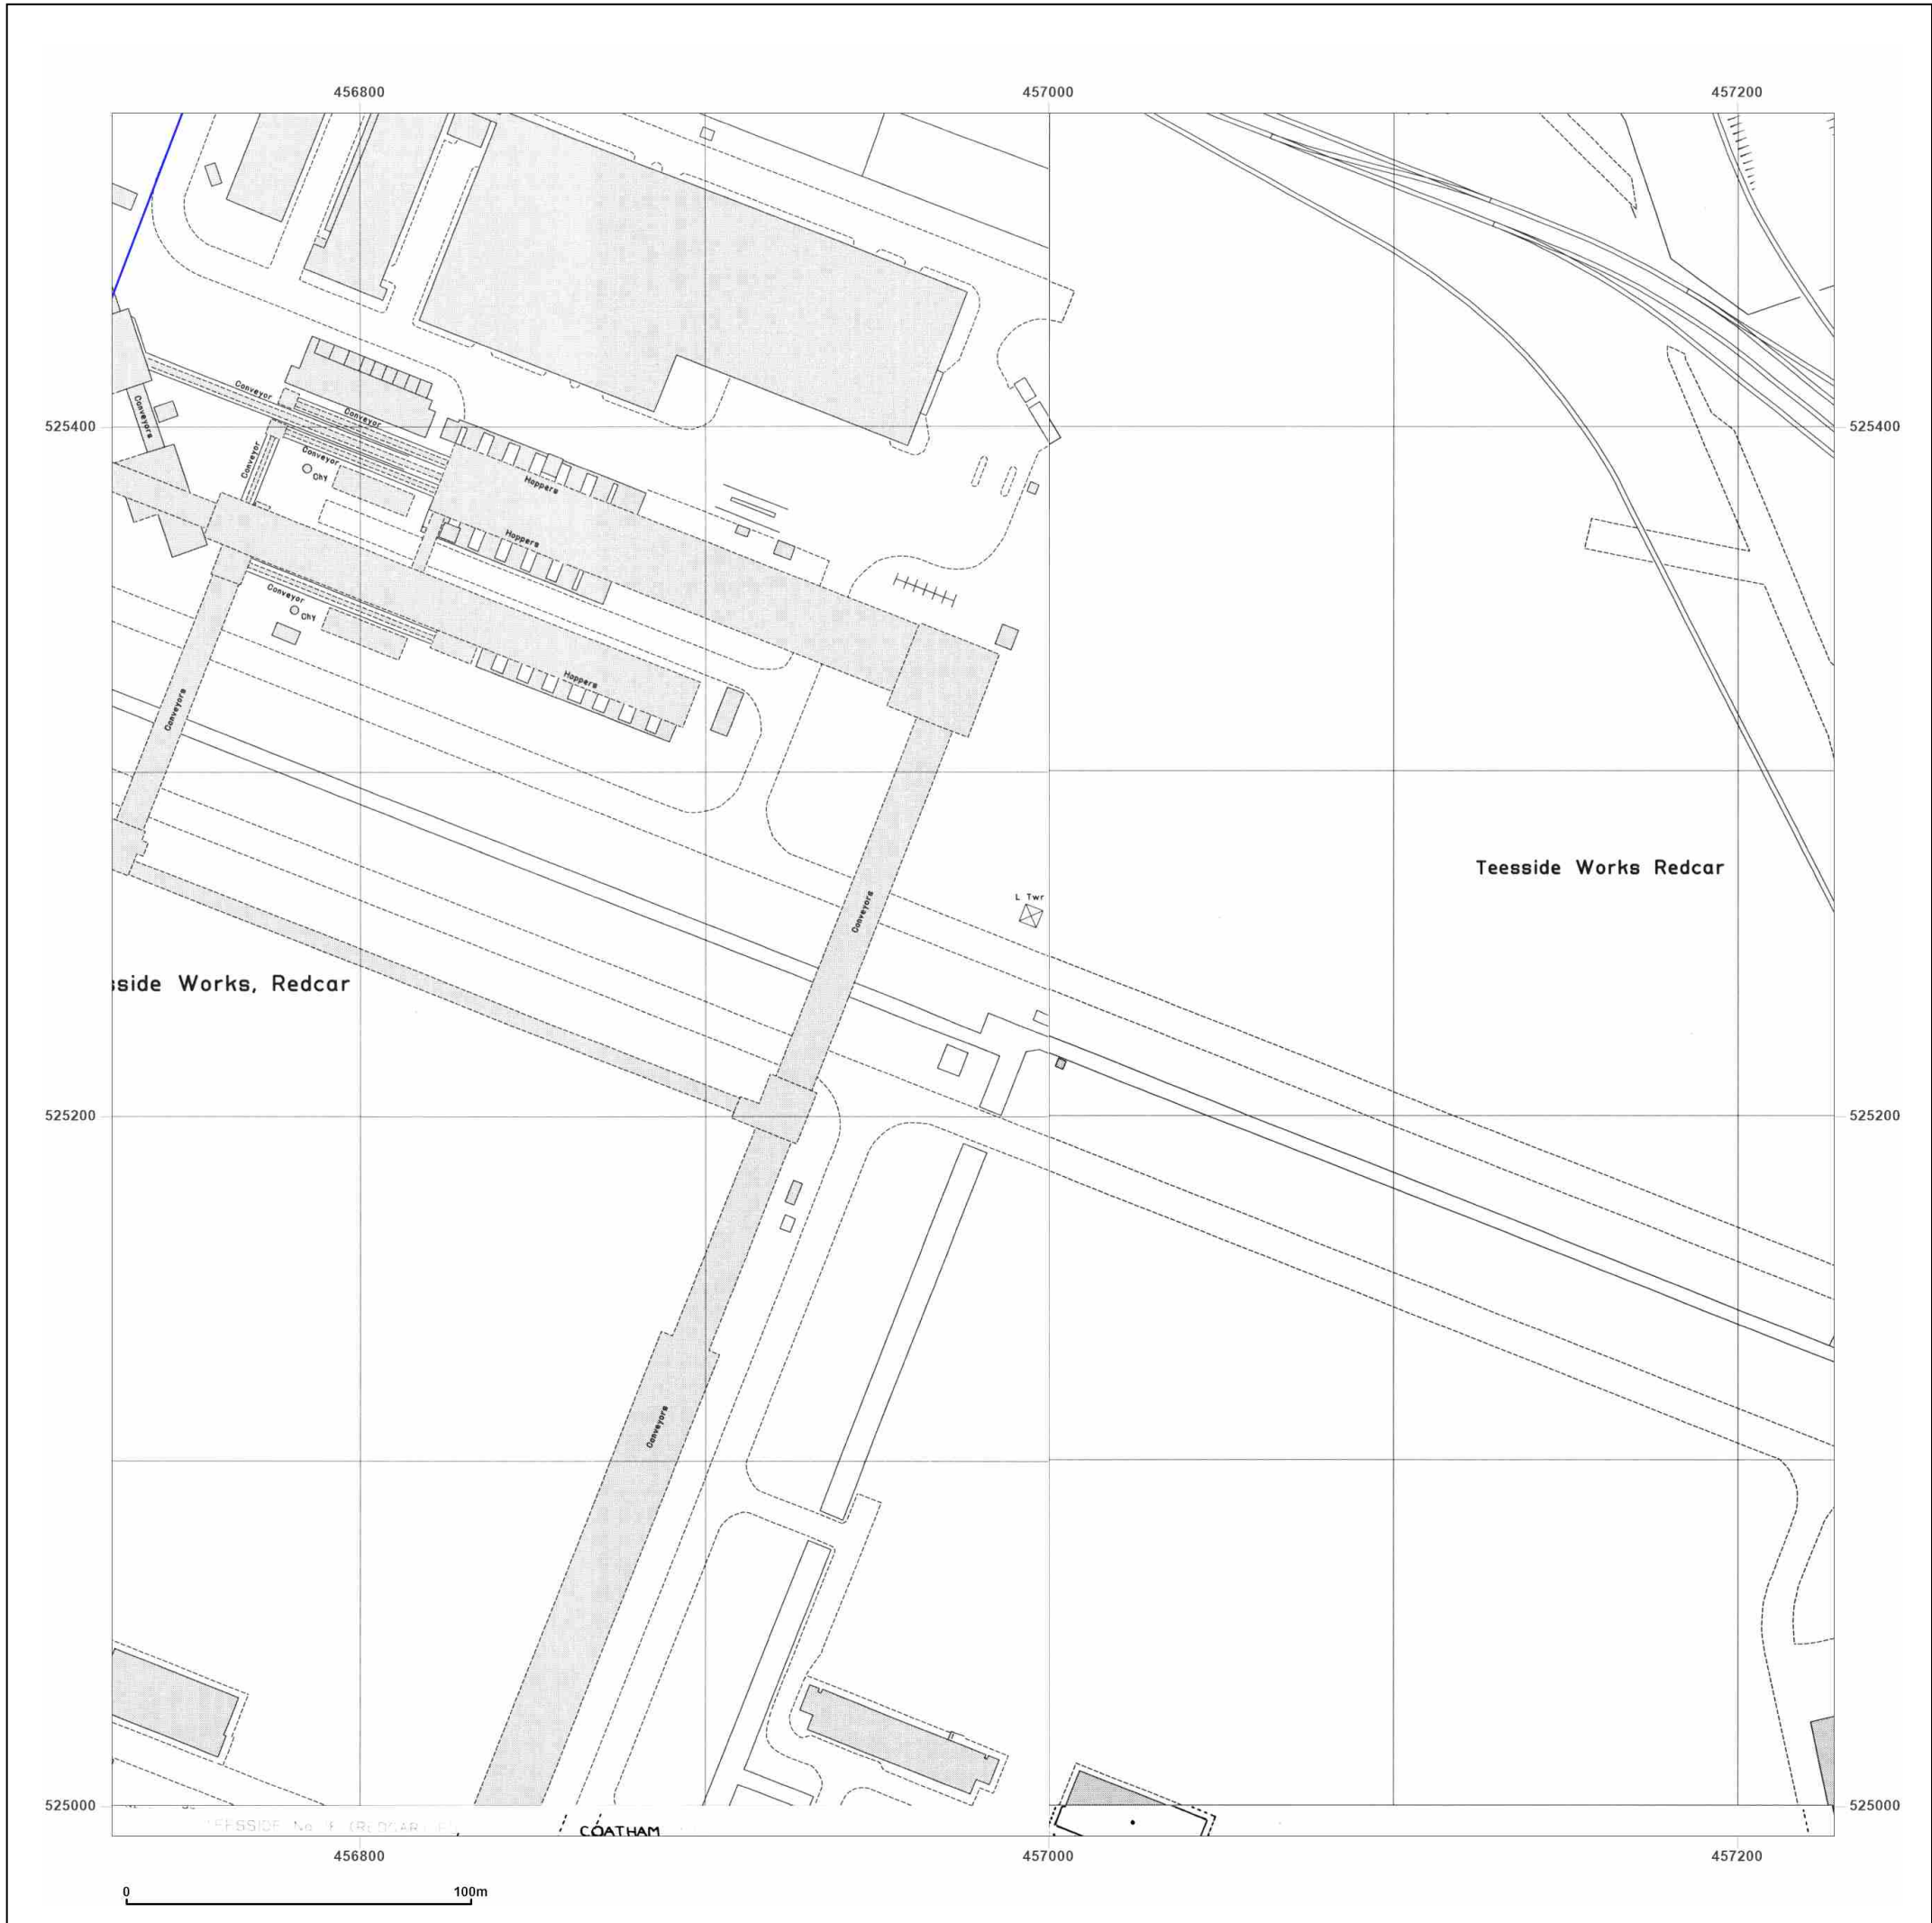 456800
457000
457200
Conveyor
Conveyor
Conveyors
525400
525400
Conveyor
Conveyor
Chy
Hoppers
Hoppers
Conveyor
Chy
Hoppers
Conveyors
Teesside Works Redcar
L Twr
Conveyors
sside Works, Redcar
525200
525200
Conveyors
525000
525000
COATHAM
456800
457000
457200
0 100m